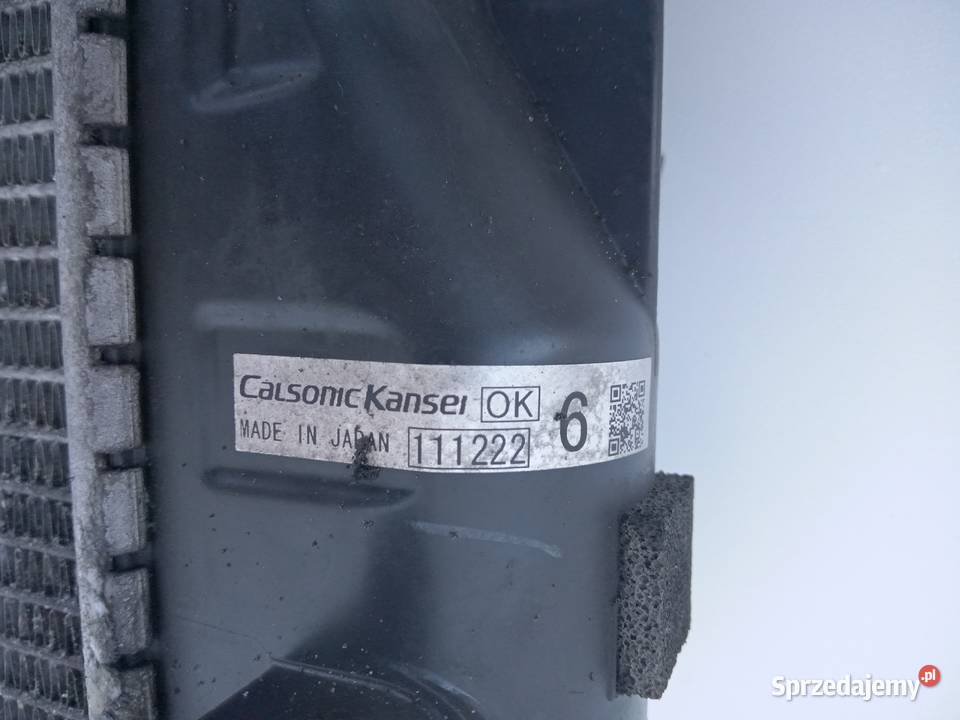 CalsonicKansei OK
MADE IN JAPAN 111222 6
Sprzedajemy.pl